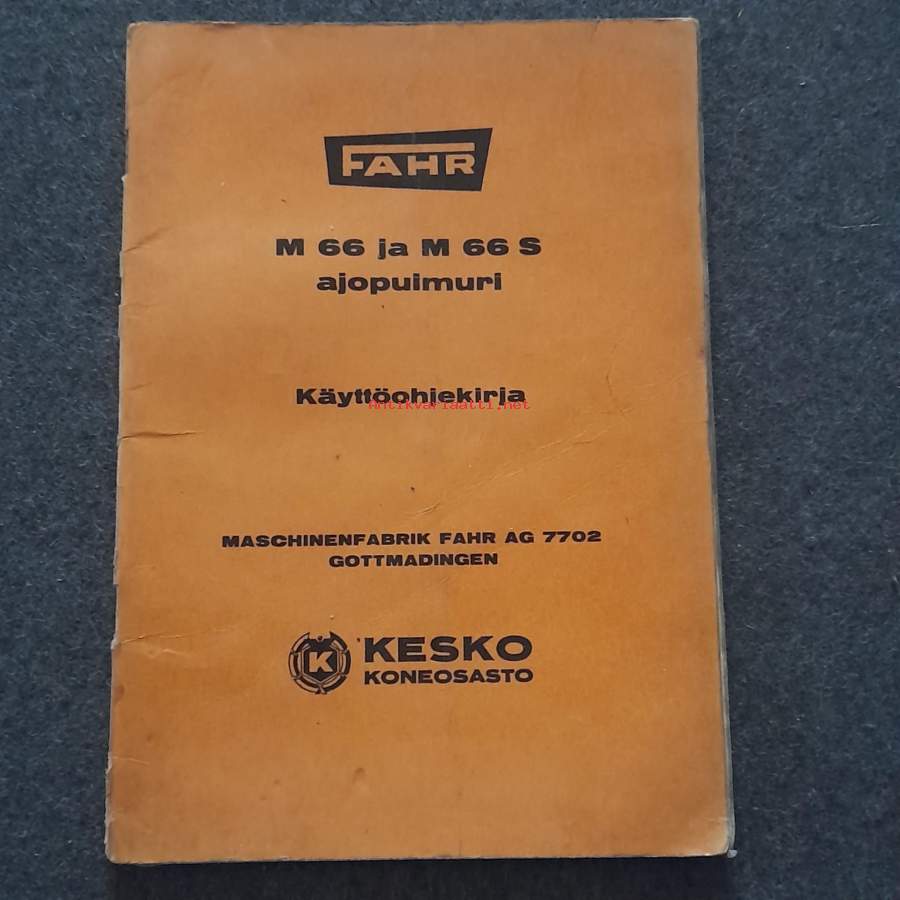 FAHR
M 66 ja M 66 S
ajopuimuri
Käyttöohjekirja
Antikvariaatti.net
MASCHINENFABRIK FAHR AG 7702
GOTTMADINGEN
K
KESKO
KONEOSASTO